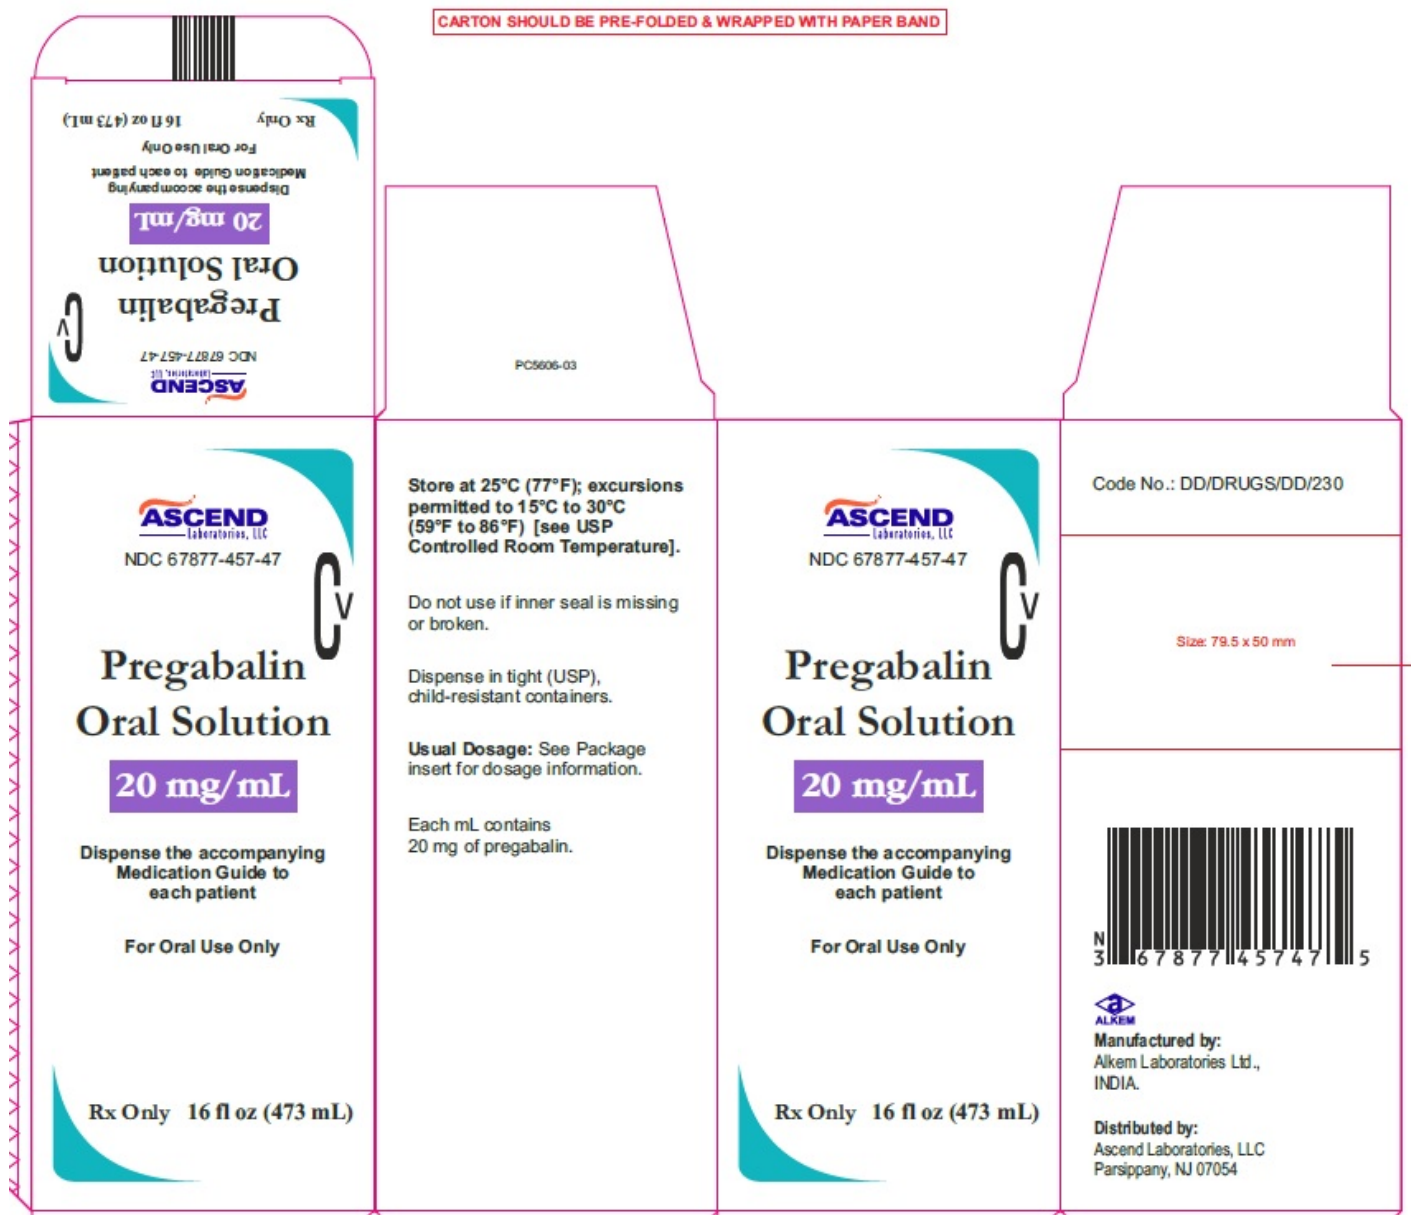 CARTON SHOULD BE PRE-FOLDED & WRAPPED WITH PAPER BAND
ASCEND
Laboratories, LLC
NDC 67877-457-47
CV
Pregabalin
Oral Solution
20 mg/mL
Dispense the accompanying
Medication Guide to each patient
For Oral Use Only
Rx Only 16 fl oz (473 mL)
PC5606-03
ASCEND
Laboratories, LLC
NDC 67877-457-47
CV
Pregabalin
Oral Solution
20 mg/mL
Dispense the accompanying
Medication Guide to
each patient
For Oral Use Only
Rx Only 16 fl oz (473 mL)
Store at 25°C (77°F); excursions
permitted to 15°C to 30°C
(59°F to 86°F) [see USP
Controlled Room Temperature].
Do not use if inner seal is missing
or broken.
Dispense in tight (USP),
child-resistant containers.
Usual Dosage: See Package
insert for dosage information.
Each mL contains
20 mg of pregabalin.
ASCEND
Laboratories, LLC
NDC 67877-457-47
CV
Pregabalin
Oral Solution
20 mg/mL
Dispense the accompanying
Medication Guide to
each patient
For Oral Use Only
Rx Only 16 fl oz (473 mL)
Code No.: DD/DRUGS/DD/230
Size: 79.5 x 50 mm
N
3 67877 45747 5
a
ALKEM
Manufactured by:
Alkem Laboratories Ltd.,
INDIA.
Distributed by:
Ascend Laboratories, LLC
Parsippany, NJ 07054